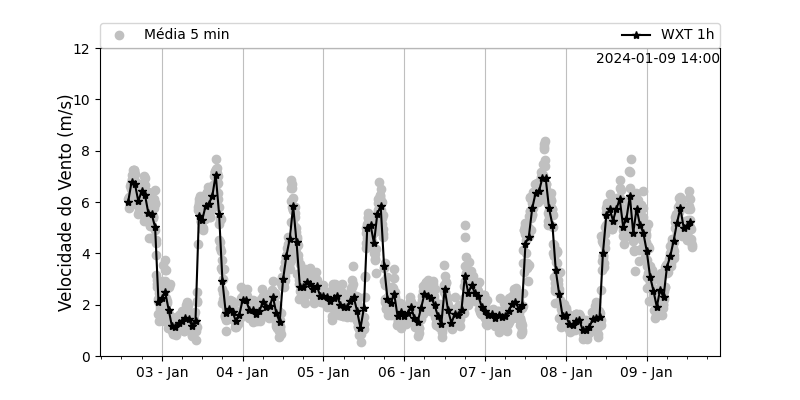 Média 5 min
WXT 1h
2024-01-09 14:00
Velocidade do Vento (m/s)
12
10
8
6
4
2
0
03 - Jan
04 - Jan
05 - Jan
06 - Jan
07 - Jan
08 - Jan
09 - Jan